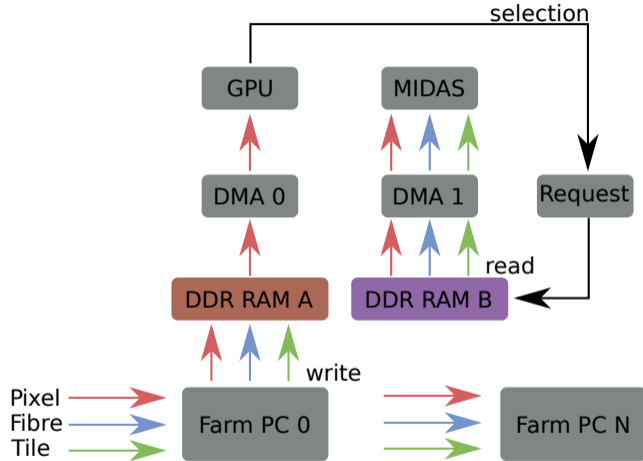 selection
GPU
MIDAS
DMA 0
DMA 1
Request
read
DDR RAM A
DDR RAM B
write
Pixel
Fibre
Tile
Farm PC 0
Farm PC N